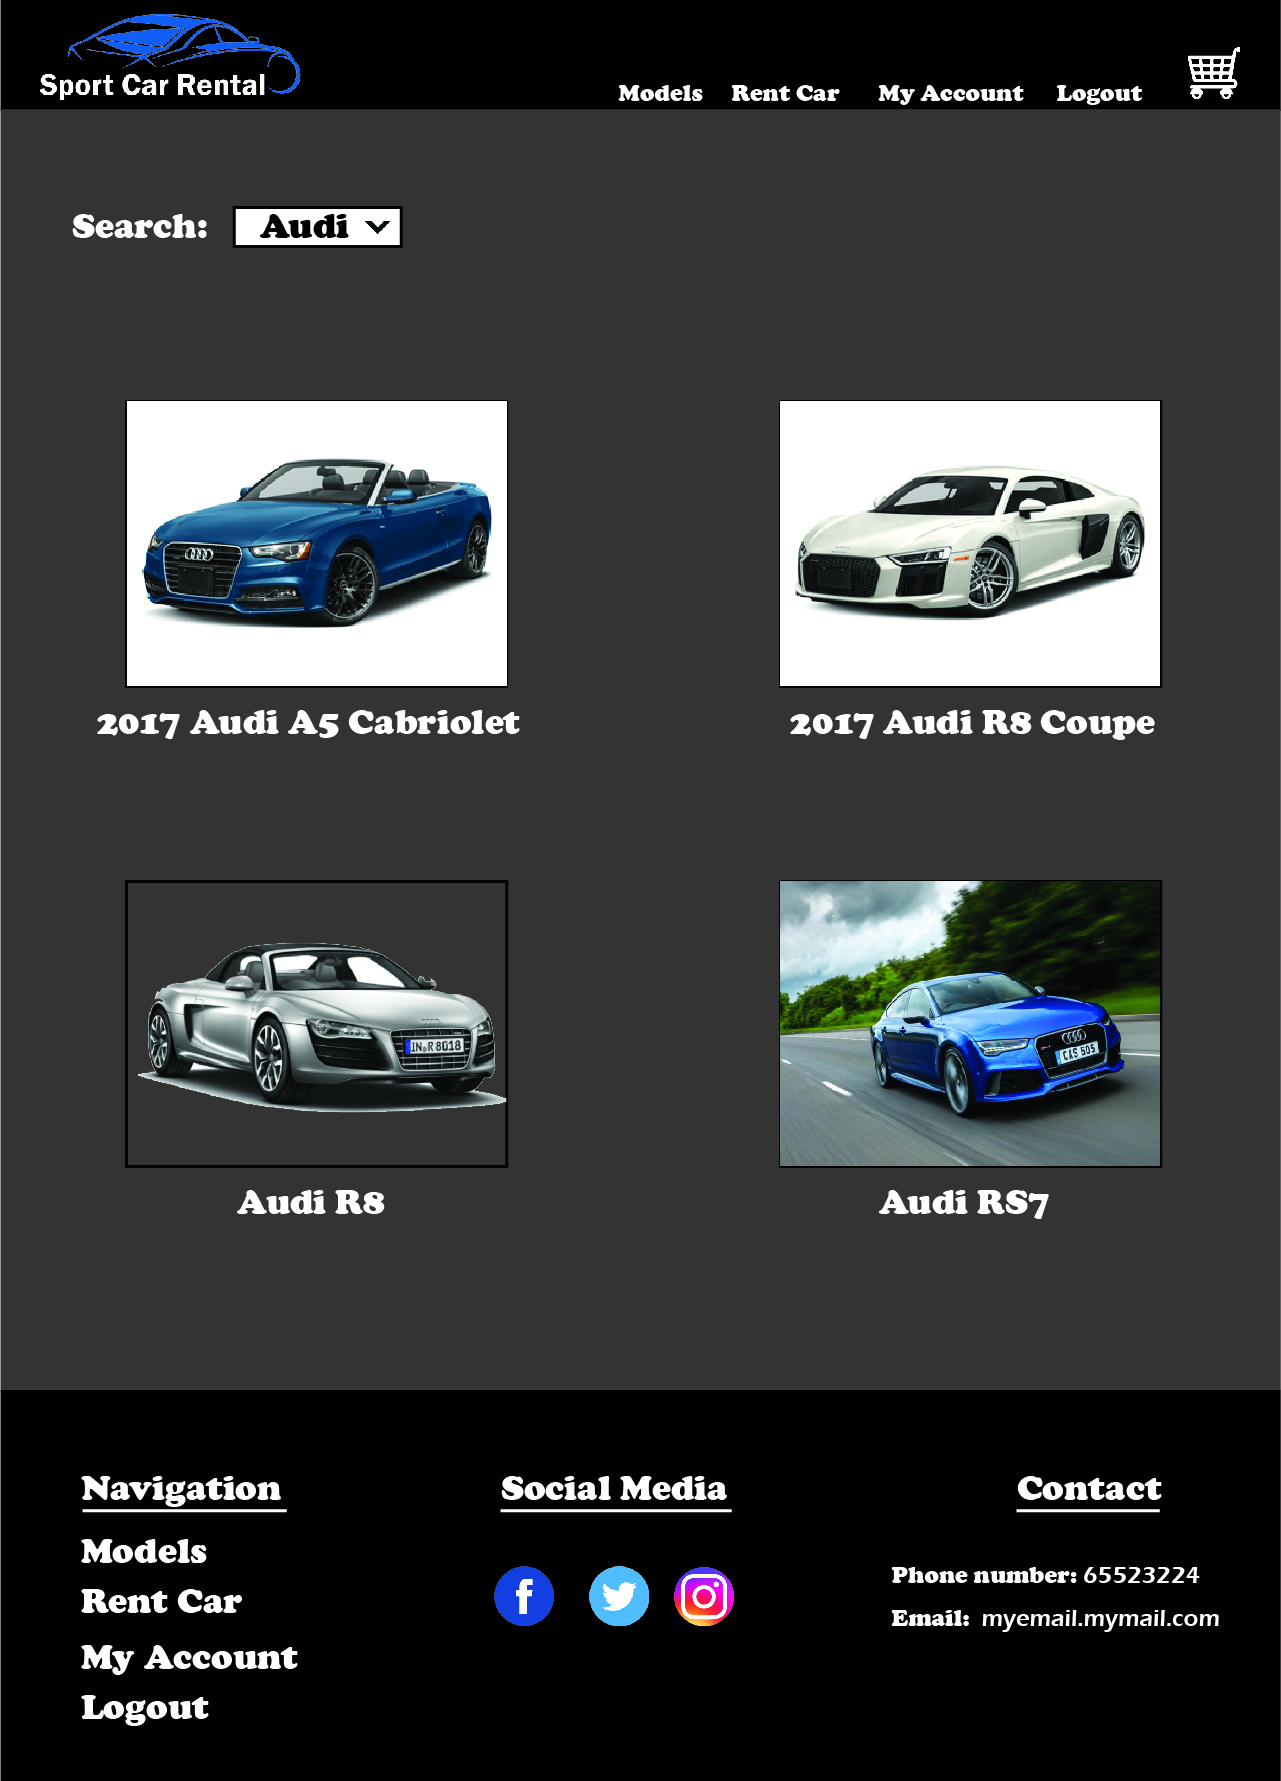 Sport Car Rental
Models Rent Car My Account Logout
Search: Audi
2017 Audi A5 Cabriolet
2017 Audi R8 Coupe
IN R 8018
CAS 505
Audi R8
Audi RS7
Navigation
Models
Rent Car
My Account
Logout
Social Media
Contact
Phone number: 65523224
Email: myemail.mymail.com